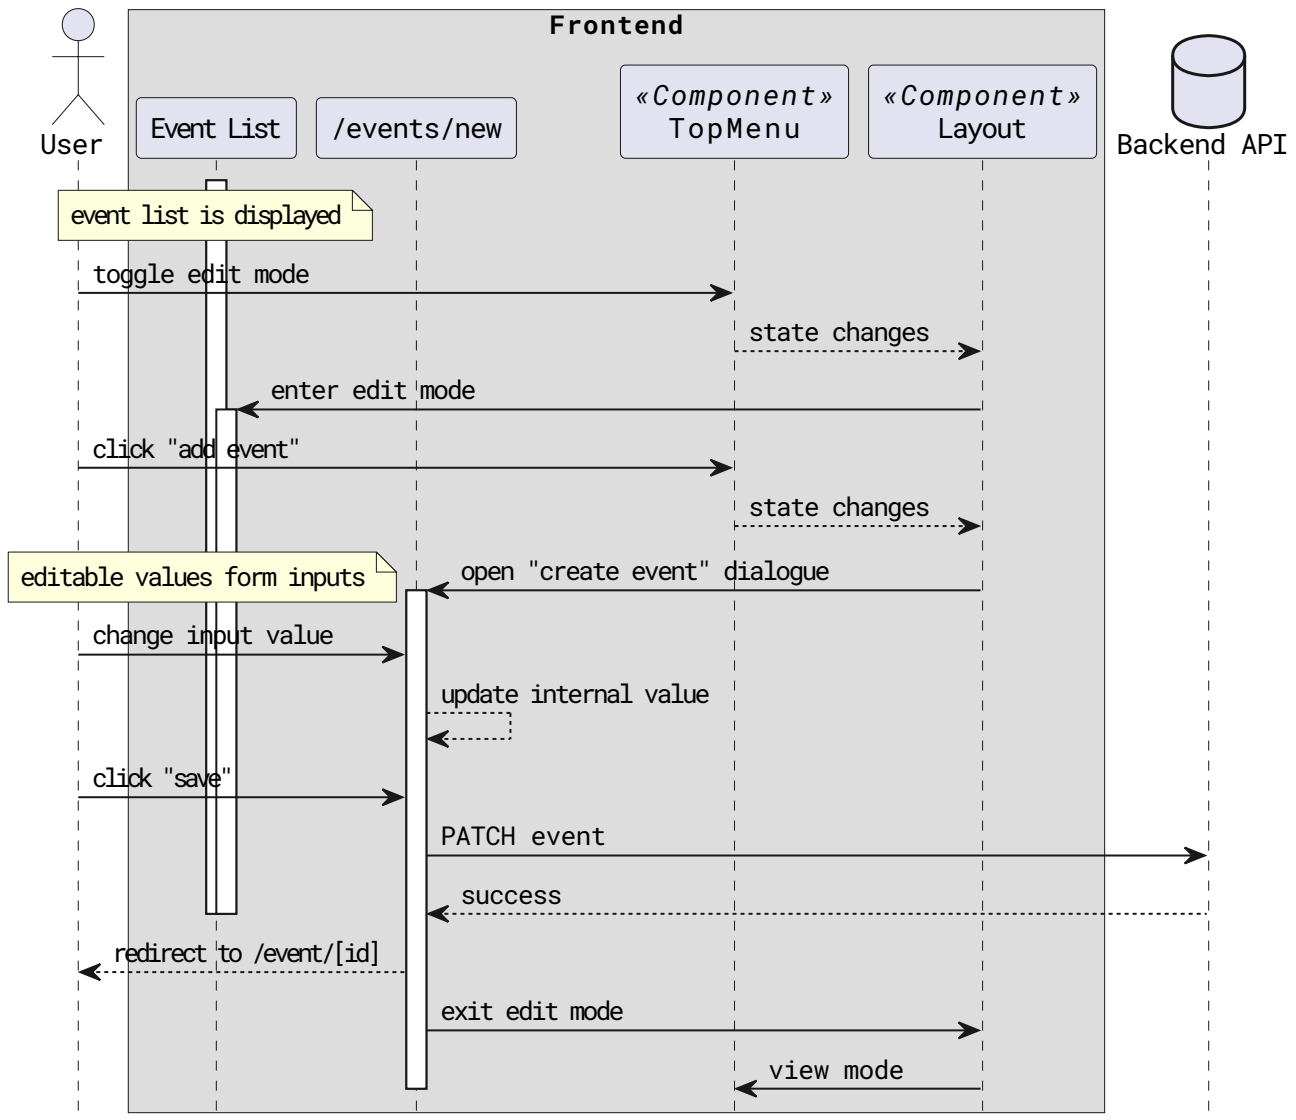 Frontend
«Component»
«Component»
User
Event List
/events/new
TopMenu
Layout
Backend API
event list is displayed
toggle edit mode
state changes
enter edit mode
click "add event"
state changes
editable values form inputs
open "create event" dialogue
change input value
update internal value
click "save"
PATCH event
success
redirect to /event/[id]
exit edit mode
view mode